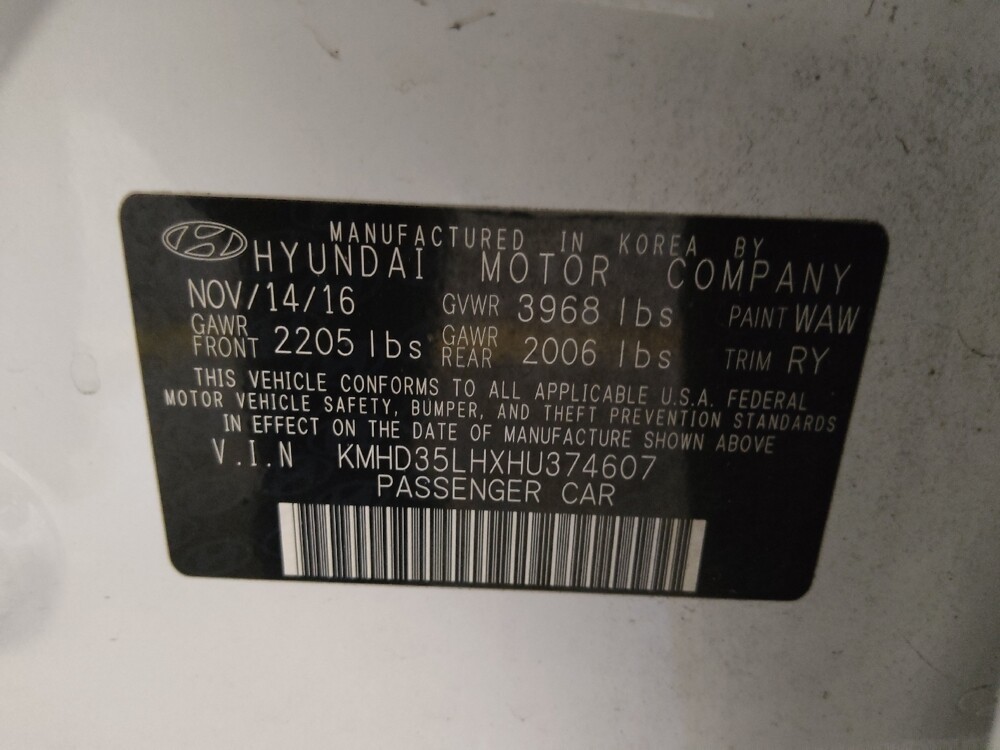 MANUFACTURED IN KOREA BY
HYUNDAI MOTOR COMPANY
NOV/14/16 GVWR 3968 lbs PAINT WAW
GAWR FRONT 2205 lbs GAWR REAR 2006 lbs TRIM RY
THIS VEHICLE CONFORMS TO ALL APPLICABLE U.S.A. FEDERAL
MOTOR VEHICLE SAFETY, BUMPER, AND THEFT PREVENTION STANDARDS
IN EFFECT ON THE DATE OF MANUFACTURE SHOWN ABOVE
V.I.N KMHD35LHXHU374607
PASSENGER CAR